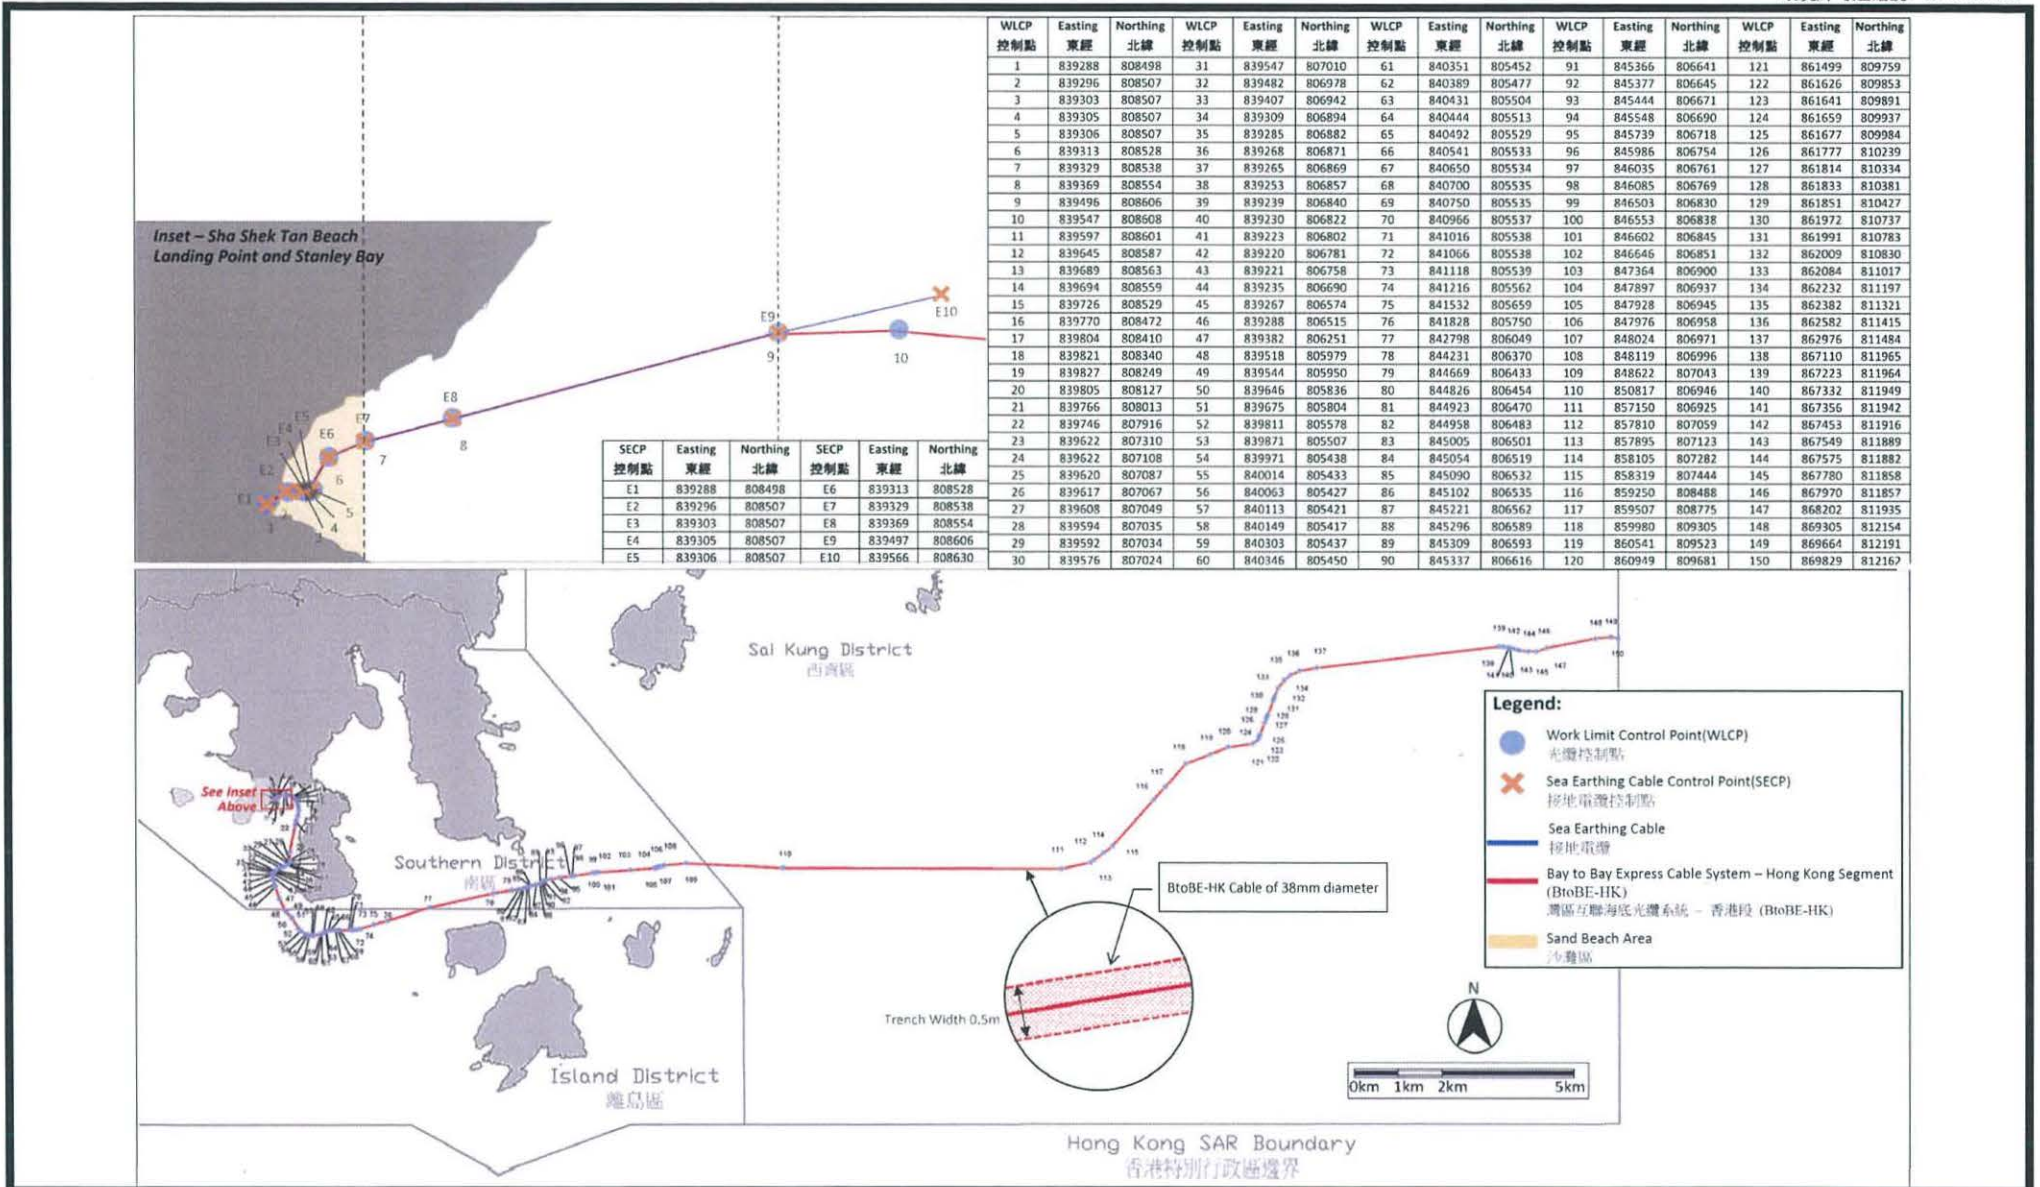 WLCP Easting Northing WLCP Easting Northing WLCP Easting Northing WLCP Easting Northing WLCP Easting Northing
控制點 東經 北緯 控制點 東經 北緯 控制點 東經 北緯 控制點 東經 北緯 控制點 東經 北緯
1 839288 808498 31 839547 807010 61 840351 805452 91 845366 806641 121 861499 809759
2 839296 808507 32 839482 806978 62 840389 805477 92 845377 806645 122 861626 809853
3 839303 808507 33 839407 806942 63 840431 805504 93 845444 806671 123 861641 809891
4 839305 808507 34 839309 806894 64 840444 805513 94 845548 806690 124 861659 809937
5 839306 808507 35 839285 806882 65 840492 805529 95 845739 806718 125 861677 809984
6 839313 808528 36 839268 806871 66 840541 805533 96 845986 806754 126 861777 810239
7 839329 808538 37 839265 806869 67 840650 805534 97 846035 806761 127 861814 810334
8 839369 808554 38 839253 806857 68 840700 805535 98 846085 806769 128 861833 810381
9 839496 808606 39 839239 806840 69 840750 805535 99 846503 806830 129 861851 810427
10 839547 808608 40 839230 806822 70 840966 805537 100 846553 806838 130 861972 810737
11 839597 808601 41 839223 806802 71 841016 805538 101 846602 806845 131 861991 810783
12 839645 808587 42 839220 806781 72 841066 805538 102 846646 806851 132 862009 810830
13 839689 808563 43 839221 806758 73 841118 805539 103 847364 806900 133 862084 811017
14 839694 808559 44 839235 806690 74 841216 805562 104 847897 806937 134 862232 811197
15 839726 808529 45 839267 806574 75 841532 805659 105 847928 806945 135 862382 811321
16 839770 808472 46 839288 806515 76 841828 805750 106 847976 806958 136 862582 811415
17 839804 808410 47 839382 806251 77 842798 806049 107 848024 806971 137 862976 811484
18 839821 808340 48 839518 805979 78 844231 806370 108 848119 806996 138 867110 811965
19 839827 808249 49 839544 805950 79 844669 806433 109 848622 807043 139 867223 811964
20 839805 808127 50 839646 805836 80 844826 806454 110 850817 806946 140 867332 811949
21 839766 808013 51 839675 805804 81 844923 806470 111 857150 806925 141 867356 811942
22 839746 807916 52 839811 805578 82 844958 806483 112 857810 807059 142 867453 811916
23 839622 807310 53 839871 805507 83 845005 806501 113 857895 807123 143 867549 811889
24 839622 807108 54 839971 805438 84 845054 806519 114 858105 807282 144 867575 811882
25 839620 807087 55 840014 805433 85 845090 806532 115 858319 807444 145 867780 811858
26 839617 807067 56 840063 805427 86 845102 806535 116 859250 808488 146 867970 811857
27 839608 807049 57 840113 805421 87 845221 806562 117 859507 808775 147 868202 811935
28 839594 807035 58 840149 805417 88 845296 806589 118 859980 809305 148 869305 812154
29 839592 807034 59 840303 805437 89 845309 806593 119 860541 809523 149 869664 812191
30 839576 807024 60 840346 805450 90 845337 806616 120 860949 809681 150 869829 812167
Inset – Sha Shek Tan Beach
Landing Point and Stanley Bay
E10
E9
10
9
E8
8
E7
7
E6
6
E5
5
E4
4
E3
3
E2
E1
SECP Easting Northing SECP Easting Northing
控制點 東經 北緯 控制點 東經 北緯
E1 839288 808498 E6 839313 808528
E2 839296 808507 E7 839329 808538
E3 839303 808507 E8 839369 808554
E4 839305 808507 E9 839497 808606
E5 839306 808507 E10 839566 808630
Sai Kung District
西貢區
See Inset
Above
Southern District
南區
Island District
離島區
77
110
111
112
113
114
115
116
117
118
119
120
135
136
137
BtoBE-HK Cable of 38mm diameter
Trench Width 0.5m
Legend:
Work Limit Control Point(WLCP)
光纜控制點
Sea Earthing Cable Control Point(SECP)
接地電纜控制點
Sea Earthing Cable
接地電纜
Bay to Bay Express Cable System – Hong Kong Segment
(BtoBE-HK)
灣區互聯海底光纜系統 - 香港段 (BtoBE-HK)
Sand Beach Area
沙灘區
N
0km 1km 2km 5km
Hong Kong SAR Boundary
香港特別行政區邊界